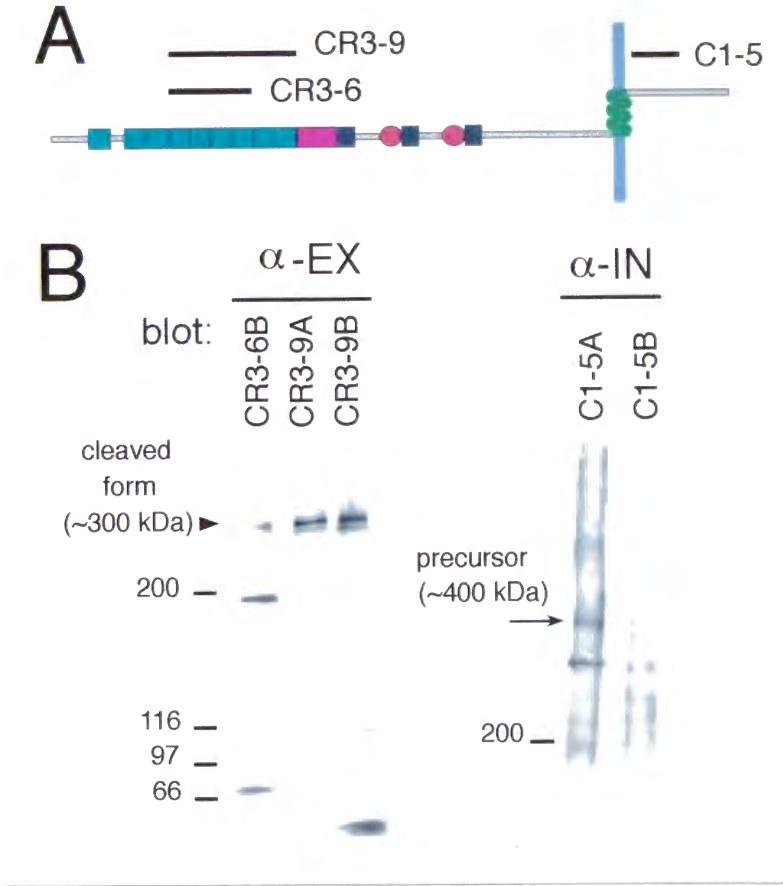 A
CR3-9
CR3-6
C1-5
B
α-EX
α-IN
blot:
CR3-6B
CR3-9A
CR3-9B
C1-5A
C1-5B
cleaved
form
(~300 kDa)
200
116
97
66
precursor
(~400 kDa)
200